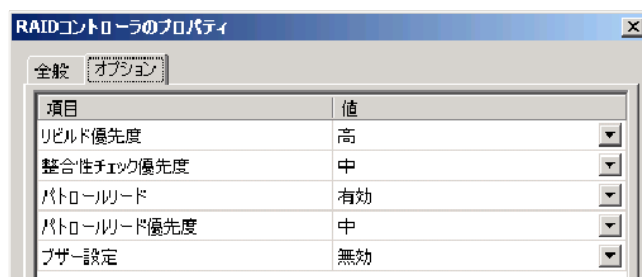 RAIDコントローラのプロパティ
全般 オプション
項目 値
リビルド優先度 高
整合性チェック優先度 中
パトロールリード 有効
パトロールリード優先度 中
ブザー設定 無効